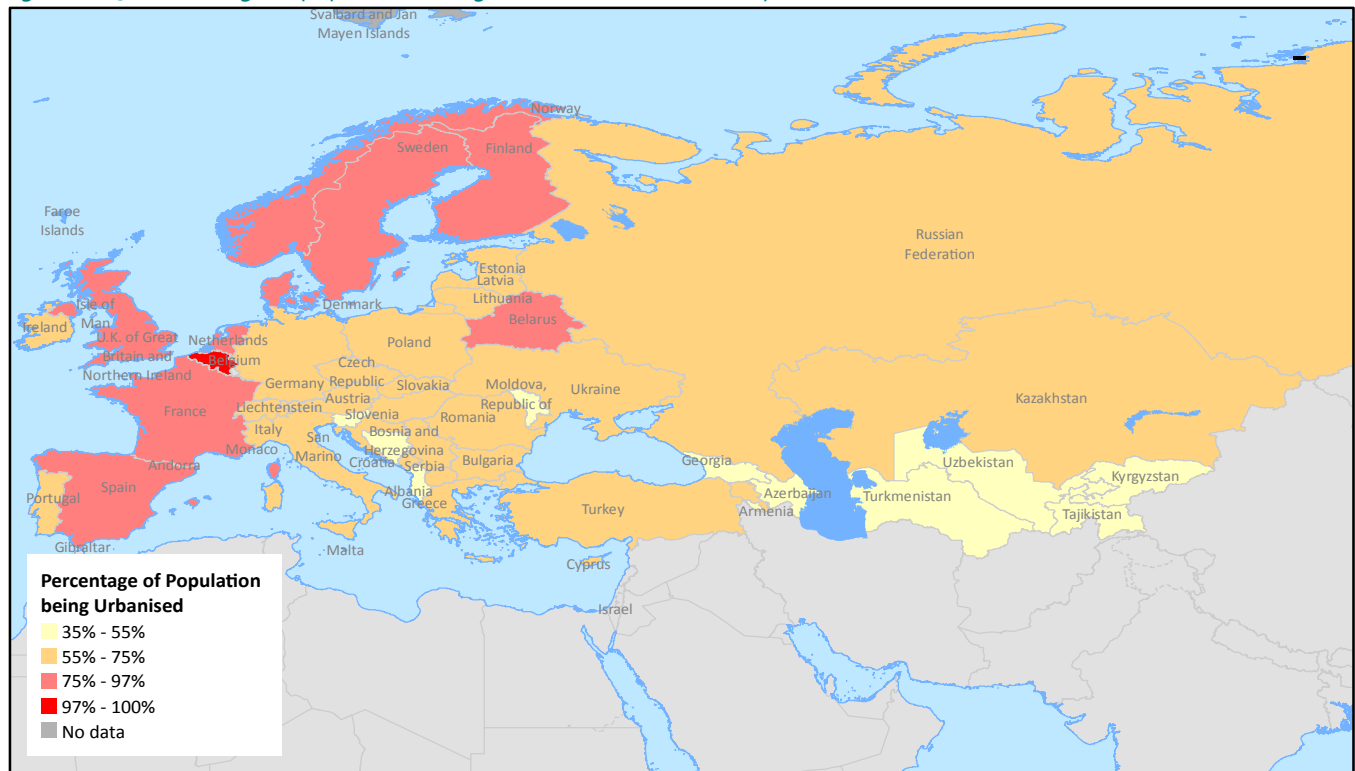 Svalbard and Jan
Mayen Islands
Norway
Sweden
Finland
Faroe
Islands
Russian
Federation
Estonia
Latvia
Lithuania
Denmark
Isle of
Man
Ireland
Belarus
U.K. of Great
Britain and
Northern Ireland
Netherlands
Belgium
Poland
Czech
Republic
Germany
Slovakia
Austria
Moldova,
Republic of
Ukraine
Kazakhstan
France
Liechtenstein
Slovenia
Romania
Italy
San
Marino
Bosnia and
Herzegovina
Monaco
Croatia
Serbia
Bulgaria
Georgia
Uzbekistan
Kyrgyzstan
Andorra
Portugal
Spain
Albania
Greece
Azerbaijan
Armenia
Turkmenistan
Tajikistan
Turkey
Gibraltar
Malta
Cyprus
Israel
Percentage of Population
being Urbanised
35% - 55%
55% - 75%
75% - 97%
97% - 100%
No data